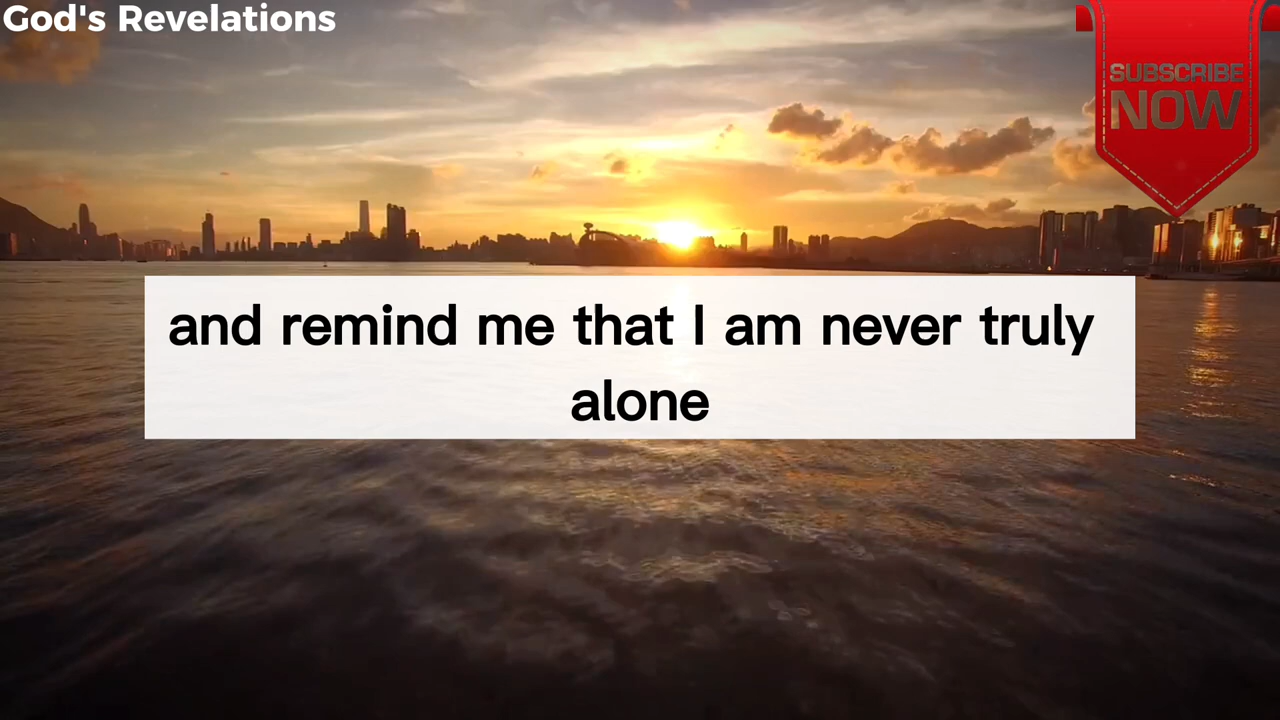 God's Revelations
SUBSCRIBE
NOW
and remind me that I am never truly
alone